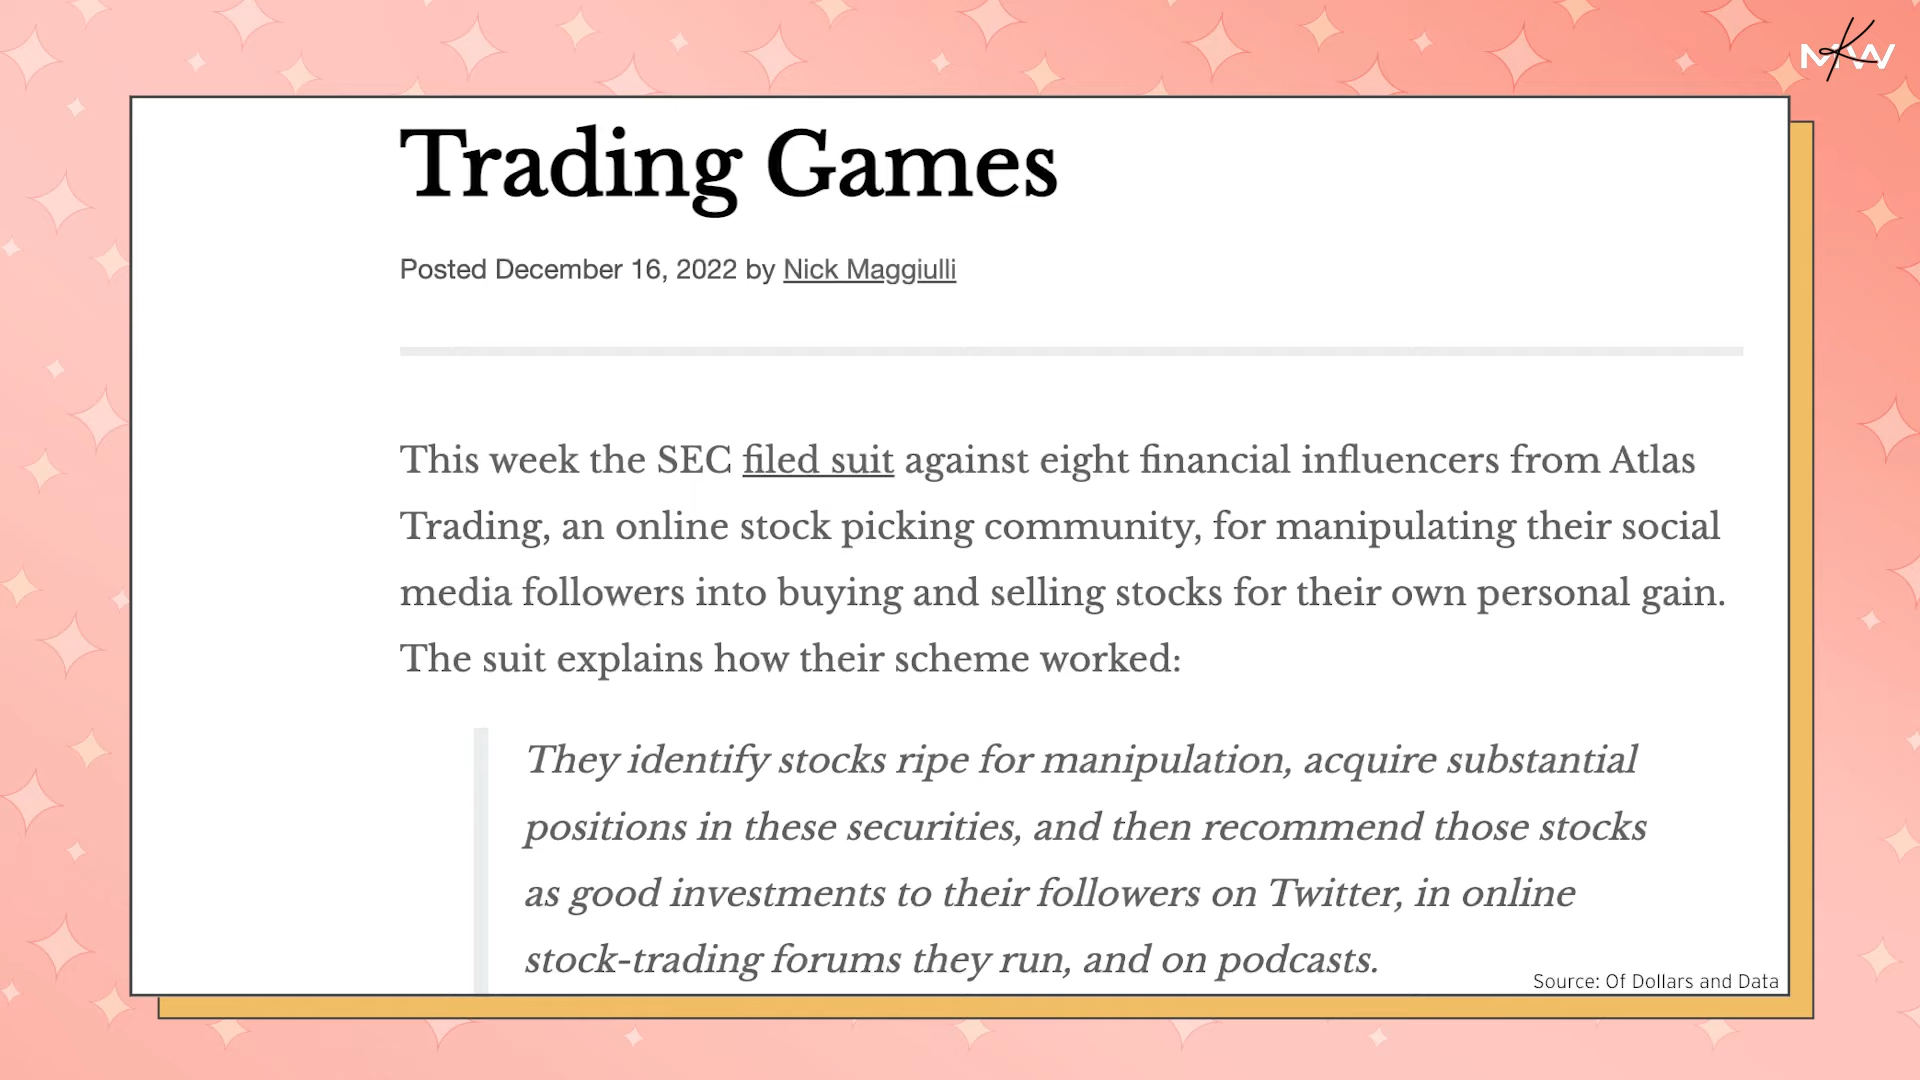 MKW
Trading Games
Posted December 16, 2022 by Nick Maggiulli
This week the SEC filed suit against eight financial influencers from Atlas
Trading, an online stock picking community, for manipulating their social
media followers into buying and selling stocks for their own personal gain.
The suit explains how their scheme worked:
They identify stocks ripe for manipulation, acquire substantial
positions in these securities, and then recommend those stocks
as good investments to their followers on Twitter, in online
stock-trading forums they run, and on podcasts.
Source: Of Dollars and Data